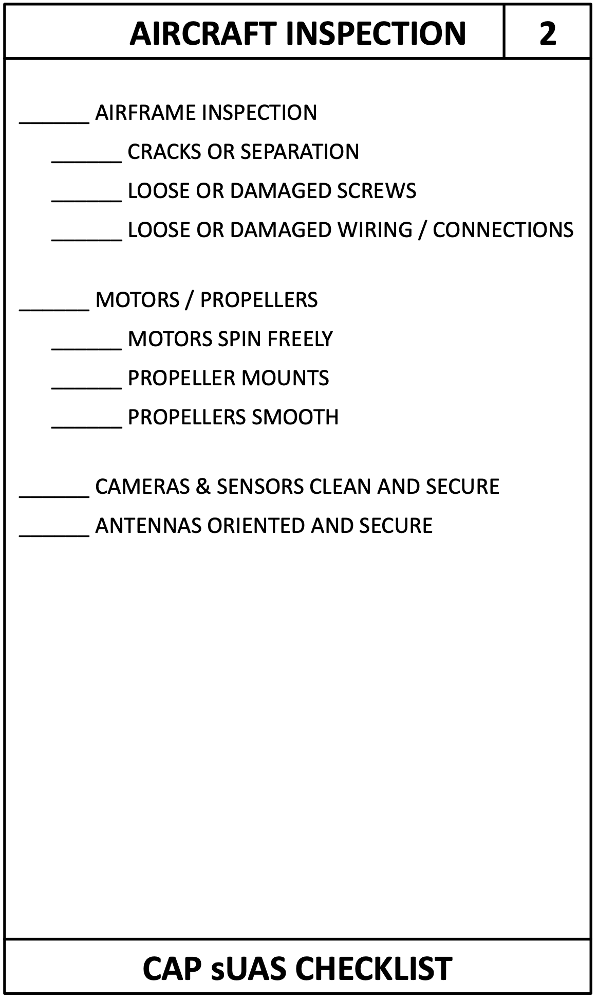 AIRCRAFT INSPECTION 2
______ AIRFRAME INSPECTION
______ CRACKS OR SEPARATION
______ LOOSE OR DAMAGED SCREWS
______ LOOSE OR DAMAGED WIRING / CONNECTIONS
______ MOTORS / PROPELLERS
______ MOTORS SPIN FREELY
______ PROPELLER MOUNTS
______ PROPELLERS SMOOTH
______ CAMERAS & SENSORS CLEAN AND SECURE
______ ANTENNAS ORIENTED AND SECURE
CAP sUAS CHECKLIST